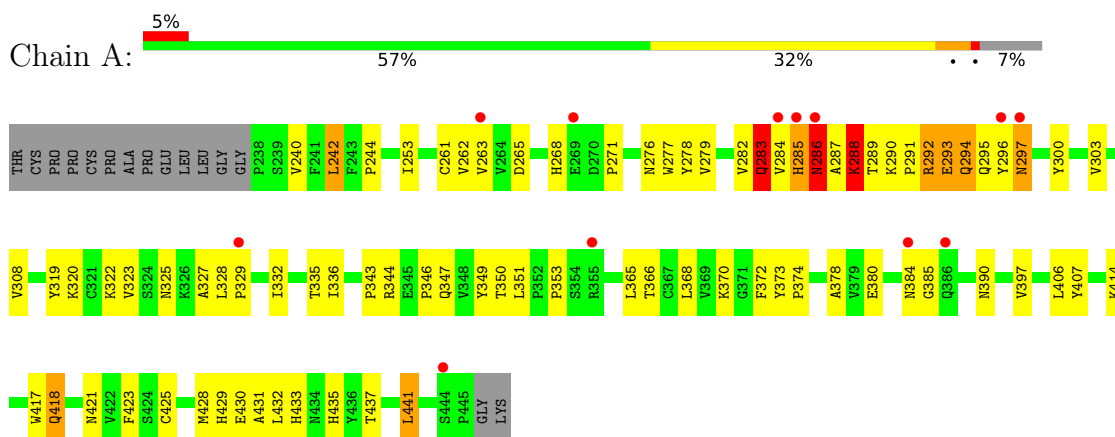 5%
Chain A:
57% 32% • • 7%
THR CYS PRO PRO CYS PRO ALA PRO GLU LEU LEU GLY GLY P238 S239 V240 F241 L242 F243 P244 I253 C261 V262 V263 V264 D265 H268 E269 D270 P271 N276 W277 Y278 V279 V282 Q283 V284 H285 N286 A287 K288 T289 K290 P291 R292 E293 Q294 Q295 Y296 N297 Y300 V303
V308 Y319 K320 C321 K322 V323 S324 N325 K326 A327 L328 P329 I332 T335 I336 P343 R344 E345 P346 Q347 V348 Y349 T350 L351 P352 P353 S354 R355 L365 T366 C367 L368 V369 K370 G371 F372 Y373 P374 A378 V379 E380 N384 G385 Q386 N390 V397 L406 Y407 K414
W417 Q418 N421 V422 F423 S424 C425 M428 H429 E430 A431 L432 H433 N434 H435 Y436 T437 L441 S444 P445 GLY LYS